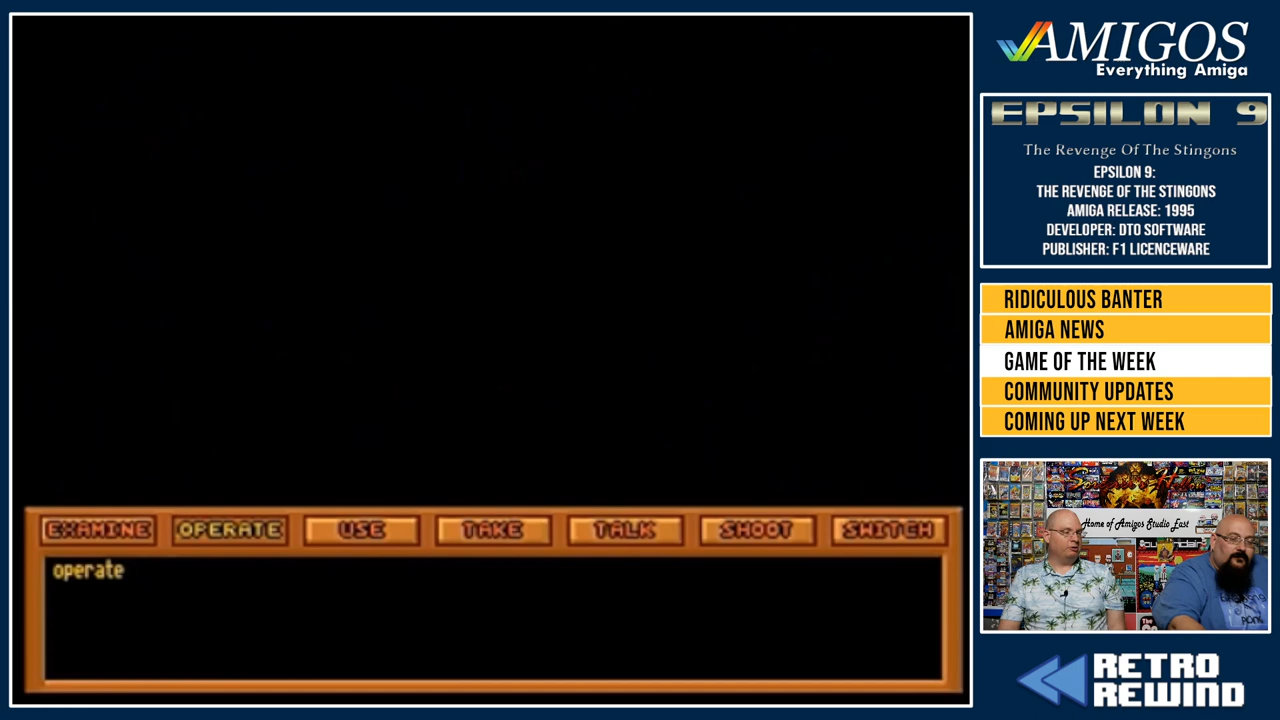 EXAMINE OPERATE USE TAKE TALK SHOOT SWITCH
operate
AMIGOS
Everything Amiga
EPSILON 9
The Revenge Of The Stingons
EPSILON 9:
THE REVENGE OF THE STINGONS
AMIGA RELEASE: 1995
DEVELOPER: DTO SOFTWARE
PUBLISHER: F1 LICENCEWARE
RIDICULOUS BANTER
AMIGA NEWS
GAME OF THE WEEK
COMMUNITY UPDATES
COMING UP NEXT WEEK
Home of Amigos Studio East
The
RETRO
REWIND